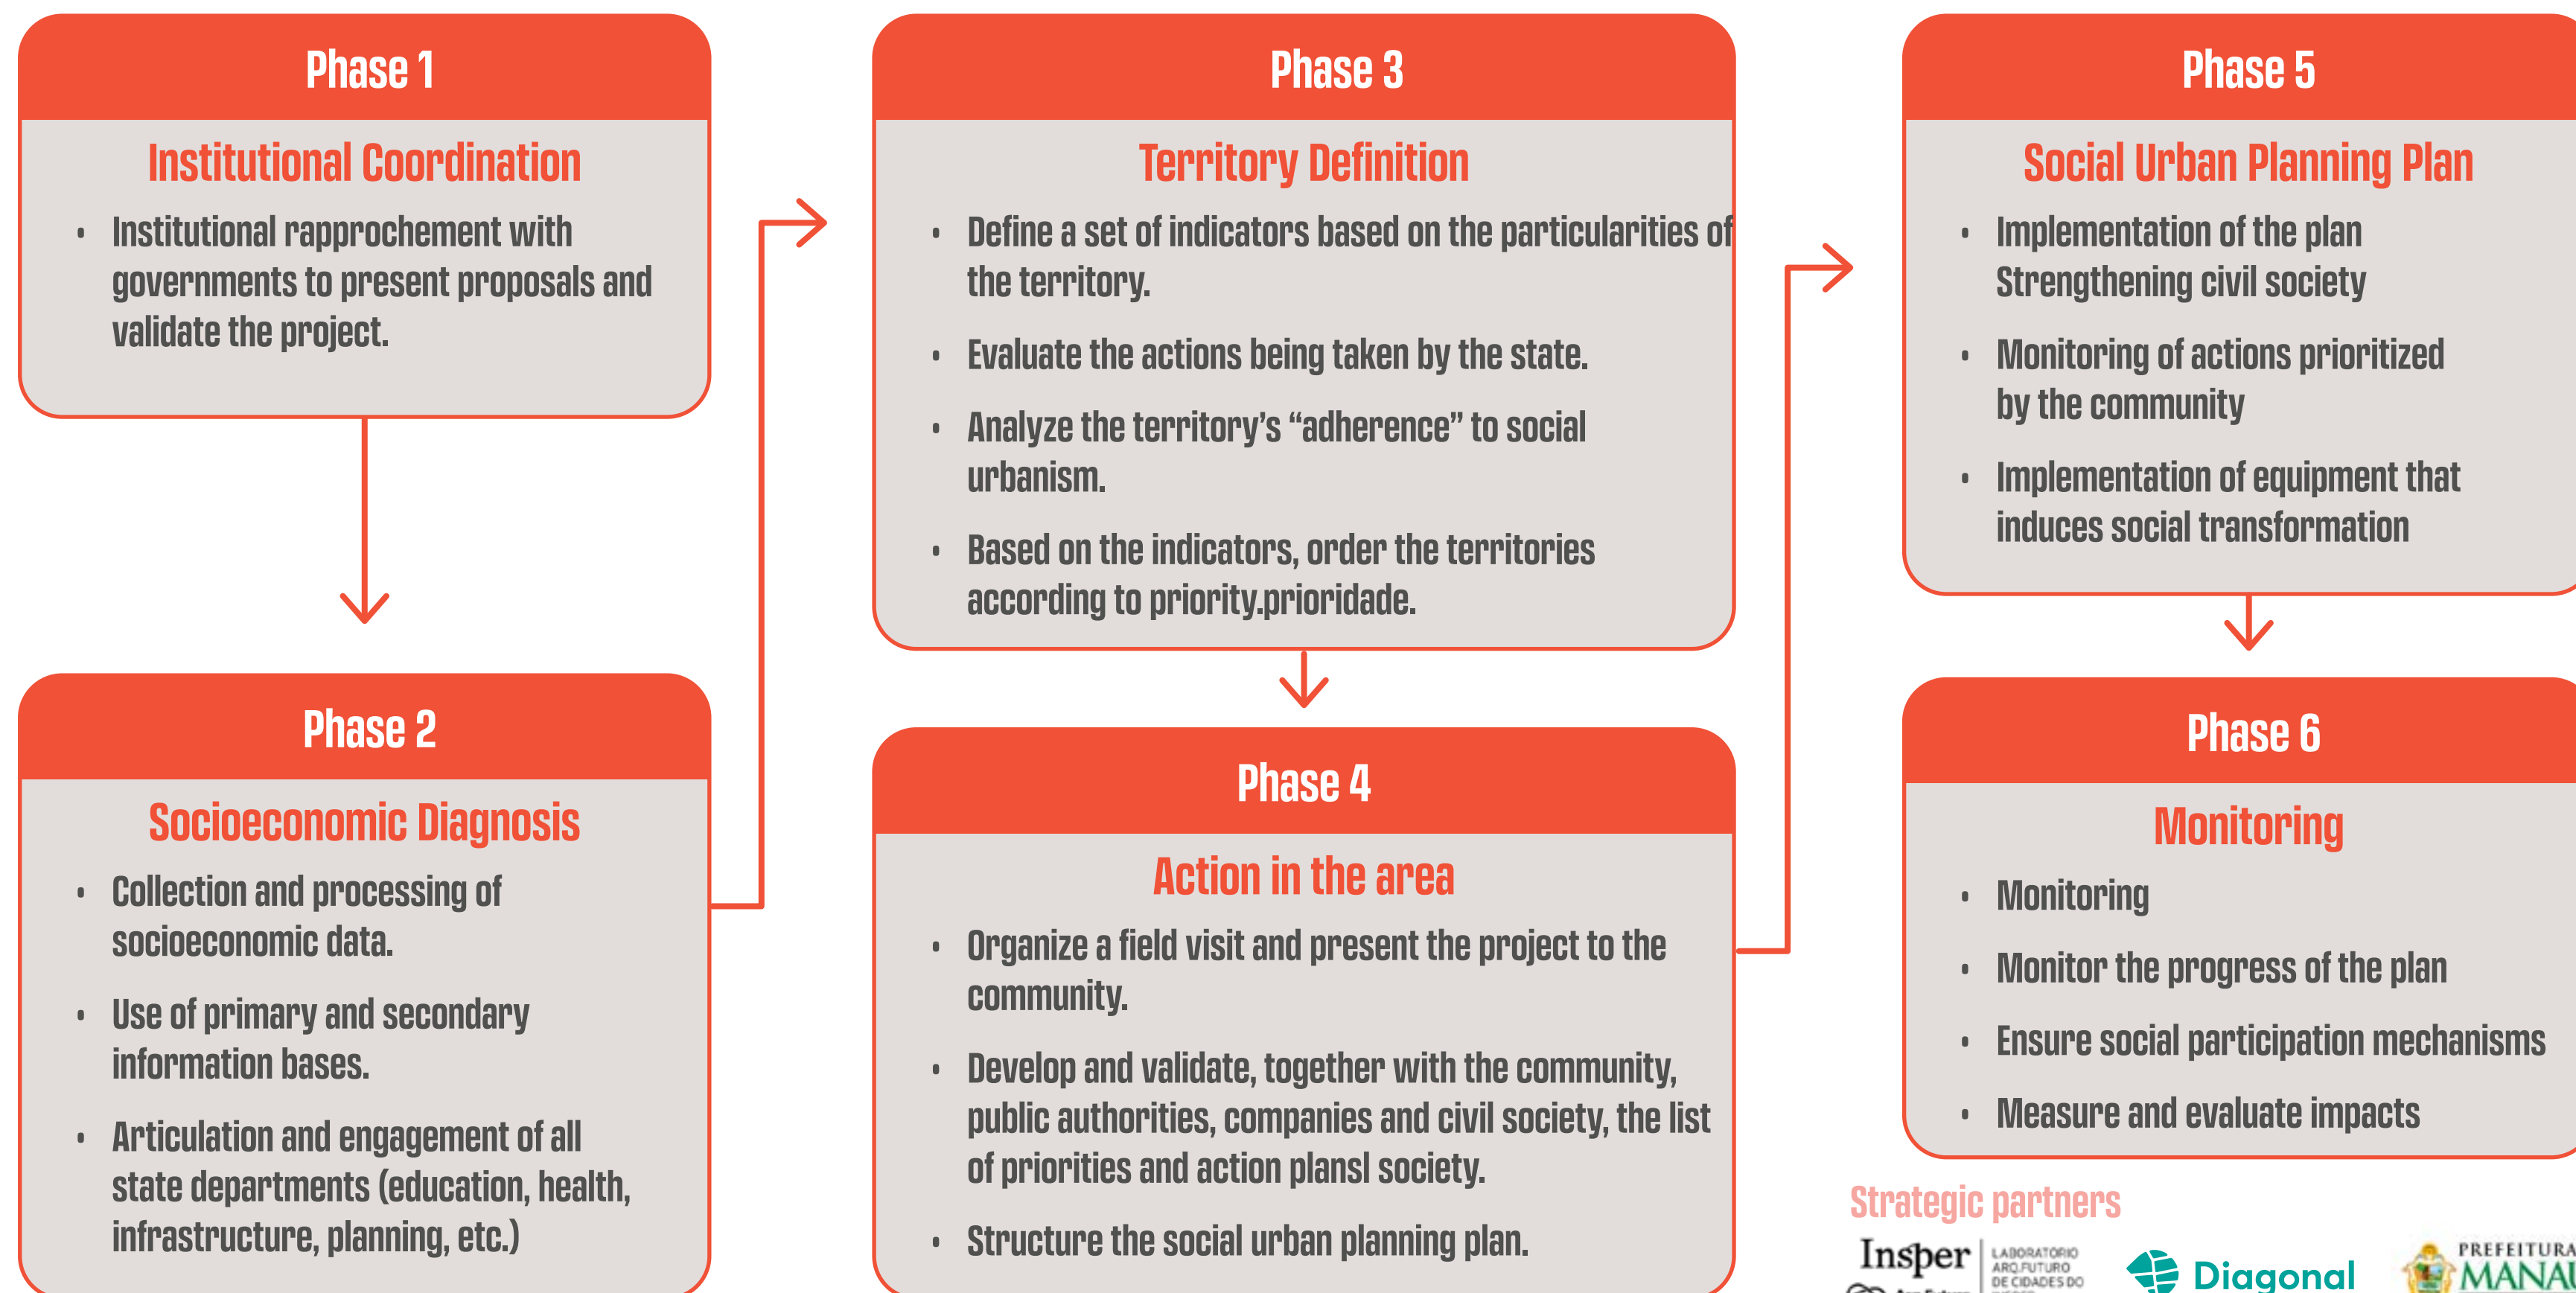 Phase 1
Institutional Coordination
• Institutional rapprochement with
governments to present proposals and
validate the project.
Phase 2
Socioeconomic Diagnosis
• Collection and processing of
socioeconomic data.
• Use of primary and secondary
information bases.
• Articulation and engagement of all
state departments (education, health,
infrastructure, planning, etc.)
Phase 3
Territory Definition
• Define a set of indicators based on the particularities of
the territory.
• Evaluate the actions being taken by the state.
• Analyze the territory’s “adherence” to social
urbanism.
• Based on the indicators, order the territories
according to priority.prioridade.
Phase 4
Action in the area
• Organize a field visit and present the project to the
community.
• Develop and validate, together with the community,
public authorities, companies and civil society, the list
of priorities and action plansl society.
• Structure the social urban planning plan.
Phase 5
Social Urban Planning Plan
• Implementation of the plan
Strengthening civil society
• Monitoring of actions prioritized
by the community
• Implementation of equipment that
induces social transformation
Phase 6
Monitoring
• Monitoring
• Monitor the progress of the plan
• Ensure social participation mechanisms
• Measure and evaluate impacts
Strategic partners
Insper
LABORATORIO
ARQ.FUTURO
DE CIDADES DO
Diagonal
PREFEITURA
MANAU